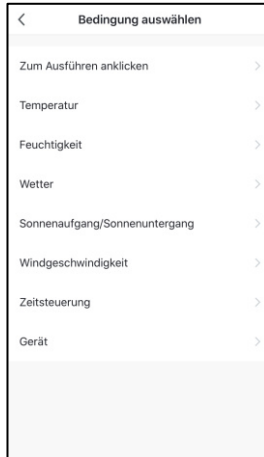 Bedingung auswählen
Zum Ausführen anklicken
Temperatur
Feuchtigkeit
Wetter
Sonnenaufgang/Sonnenuntergang
Windgeschwindigkeit
Zeitsteuerung
Gerät